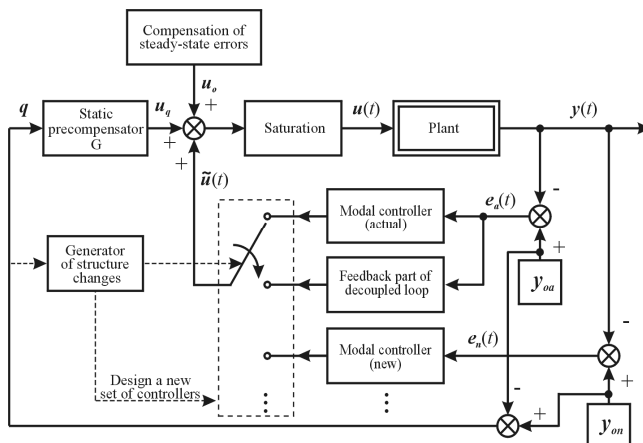 Compensation of
steady-state errors
q
u_q
u_o
+
+
+
Static
precompensator
G
Saturation
u(t)
Plant
y(t)
ũ(t)
-
e_a(t)
+
Modal controller
(actual)
Generator
of structure
changes
Feedback part of
decoupled loop
y_oa
-
e_n(t)
+
Modal controller
(new)
Design a new
set of controllers
-
+
y_on